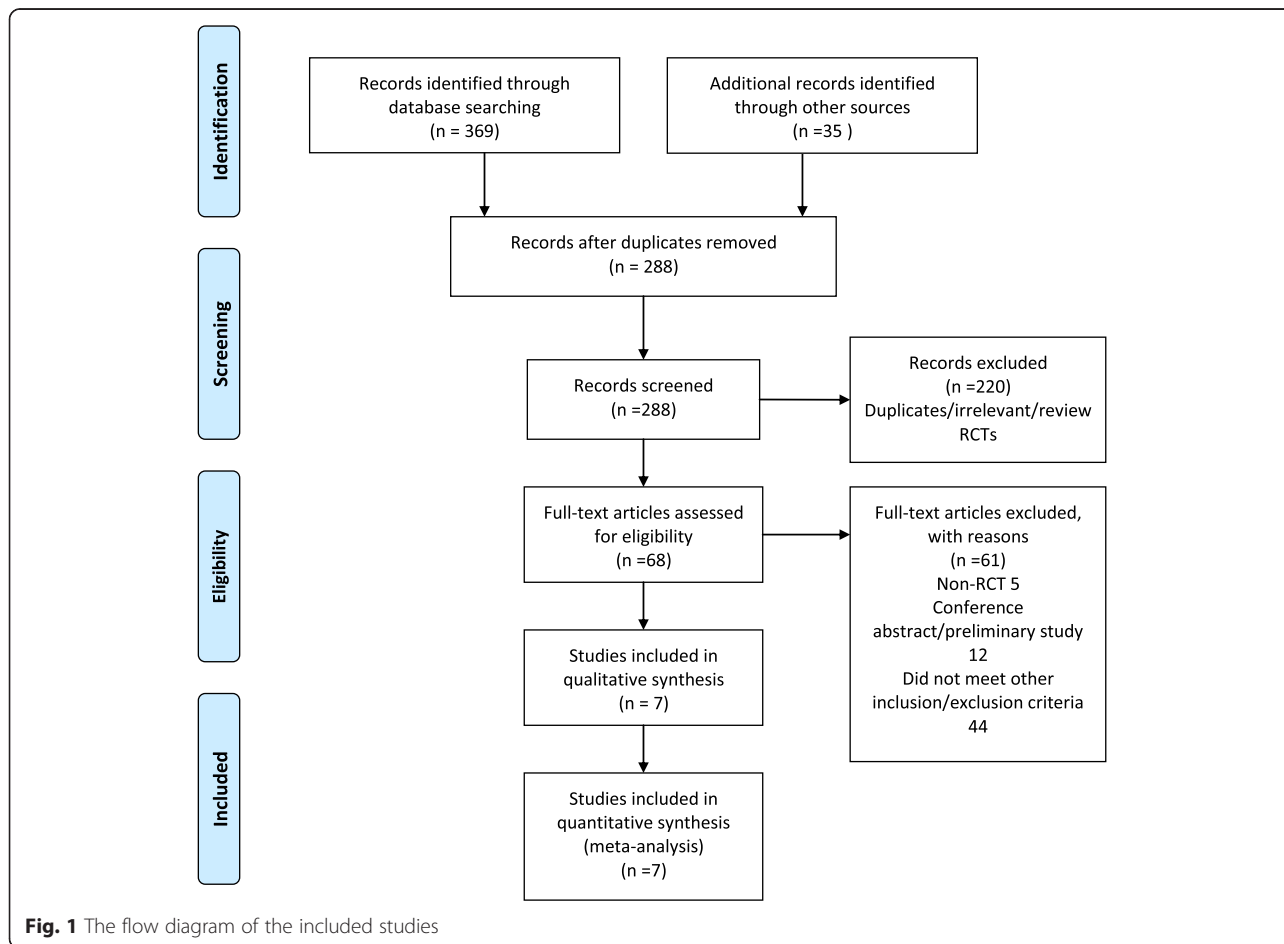 Identification
Records identified through
database searching
(n = 369)
Additional records identified
through other sources
(n =35 )
Records after duplicates removed
(n = 288)
Screening
Records screened
(n =288)
Records excluded
(n =220)
Duplicates/irrelevant/review
RCTs
Eligibility
Full-text articles assessed
for eligibility
(n =68)
Full-text articles excluded,
with reasons
(n =61)
Non-RCT 5
Conference
abstract/preliminary study
12
Did not meet other
inclusion/exclusion criteria
44
Studies included in
qualitative synthesis
(n = 7)
Included
Studies included in
quantitative synthesis
(meta-analysis)
(n =7)
Fig. 1 The flow diagram of the included studies